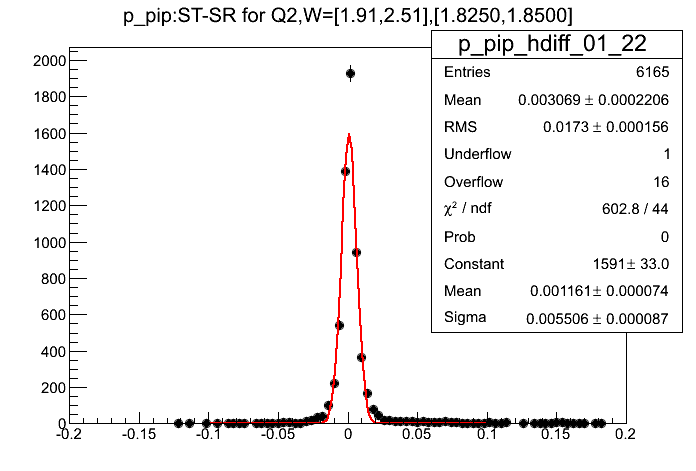 p_pip:ST-SR for Q2,W=[1.91,2.51],[1.8250,1.8500]
p_pip_hdiff_01_22
Entries 6165
Mean 0.003069 ± 0.0002206
RMS 0.0173 ± 0.000156
Underflow 1
Overflow 16
χ² / ndf 602.8 / 44
Prob 0
Constant 1591± 33.0
Mean 0.001161± 0.000074
Sigma 0.005506 ± 0.000087
2000
1800
1600
1400
1200
1000
800
600
400
200
0
-0.2 -0.15 -0.1 -0.05 0 0.05 0.1 0.15 0.2